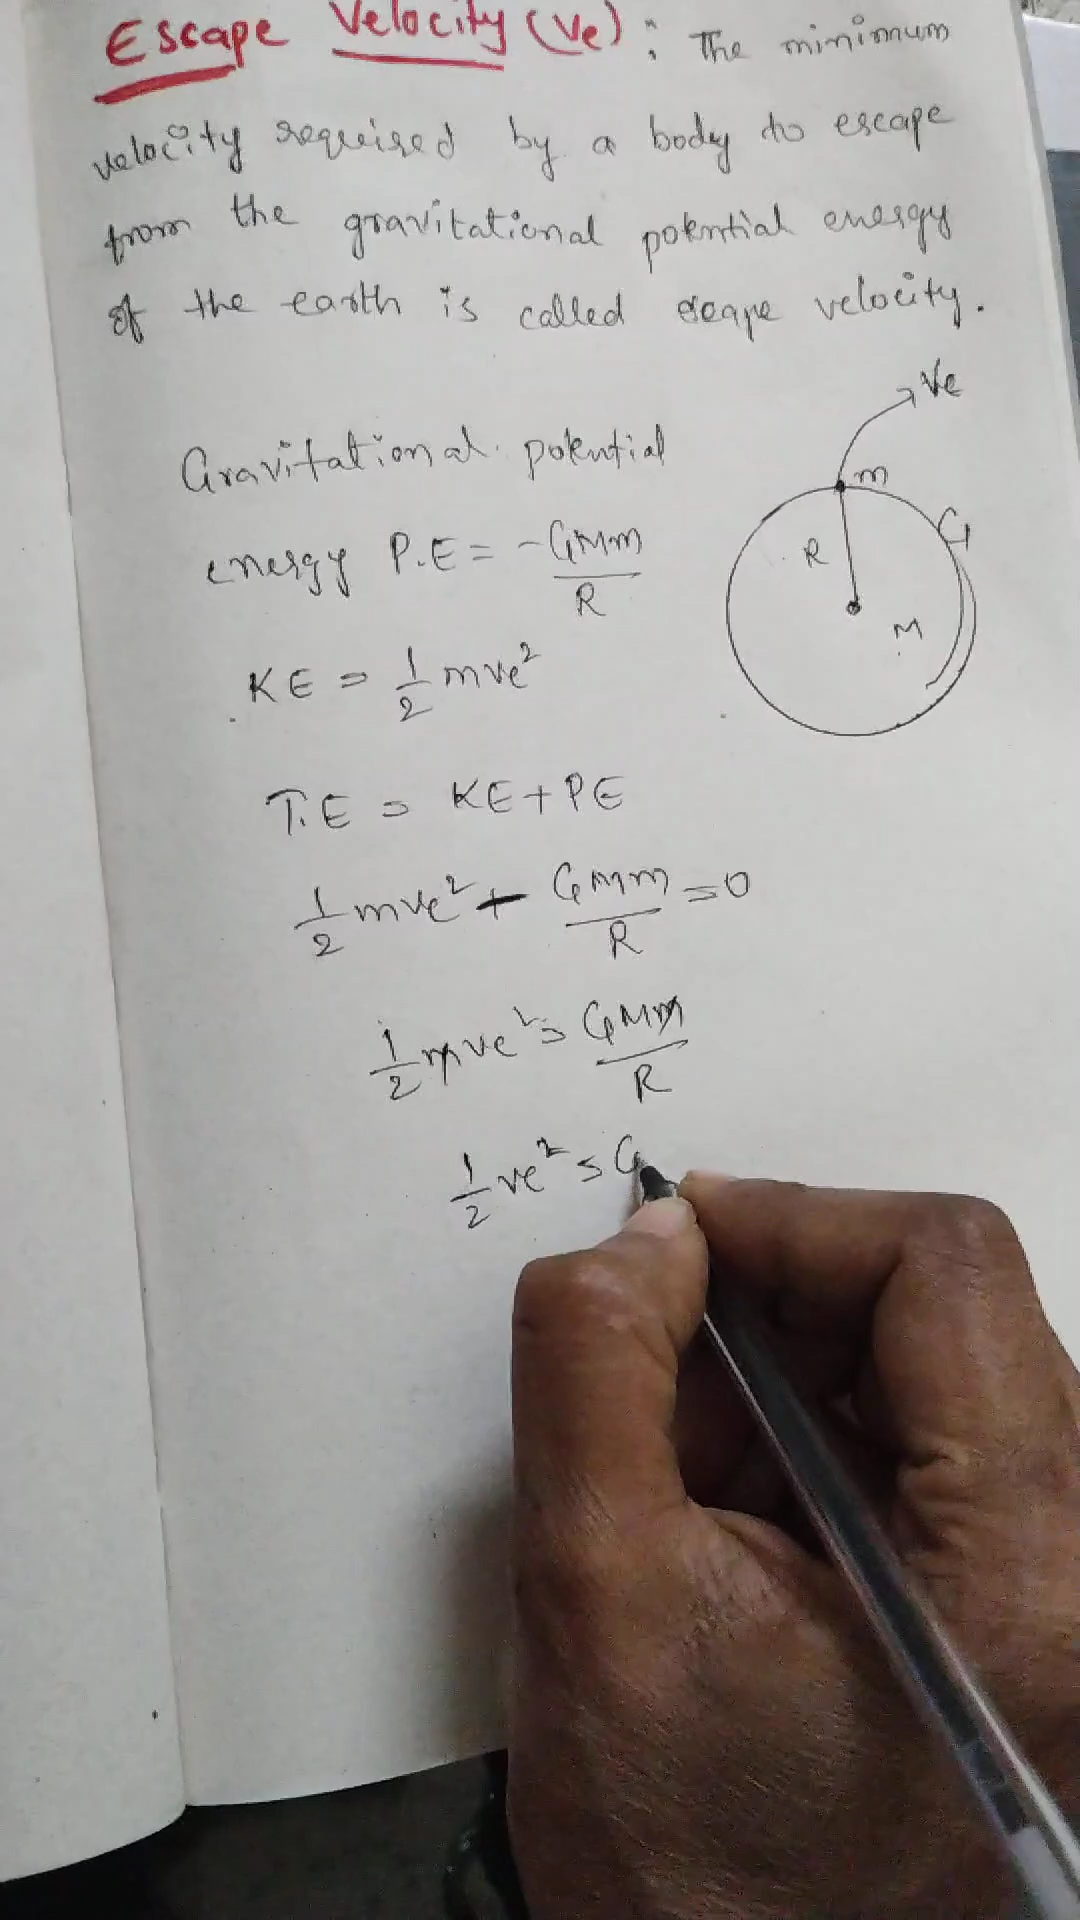 Escape Velocity (Ve) : The minimum
velocity required by a body to escape
from the gravitational potential energy
of the earth is called escape velocity.
Ve
Gravitational potential
m
G
energy P.E = -GMm/R
R
M
KE = 1/2 mve²
T.E = KE+PE
1/2 mve² + GMm/R = 0
1/2 mve² = GMm/R
1/2 ve² = G